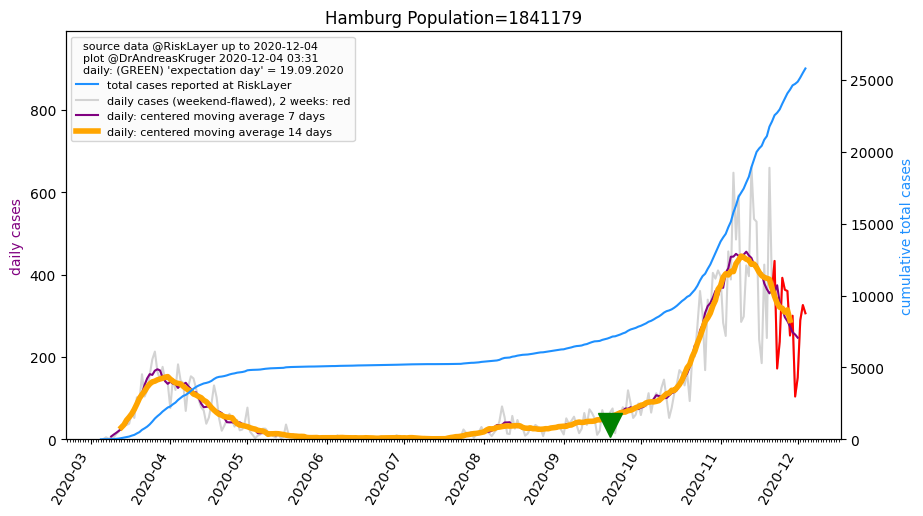 Hamburg Population=1841179
source data @RiskLayer up to 2020-12-04
plot @DrAndreasKruger 2020-12-04 03:31
daily: (GREEN) 'expectation day' = 19.09.2020
total cases reported at RiskLayer
daily cases (weekend-flawed), 2 weeks: red
daily: centered moving average 7 days
daily: centered moving average 14 days
daily cases
800
600
400
200
0
cumulative total cases
25000
20000
15000
10000
5000
0
2020-03
2020-04
2020-05
2020-06
2020-07
2020-08
2020-09
2020-10
2020-11
2020-12